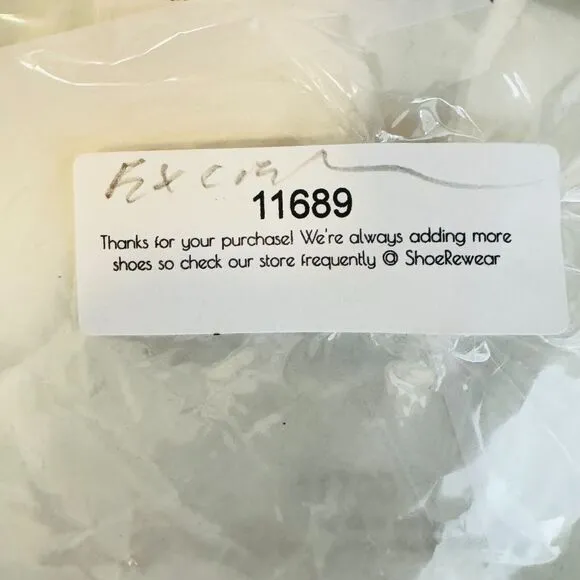 11689
Thanks for your purchase! We're always adding more
shoes so check our store frequently @ ShoeRewear